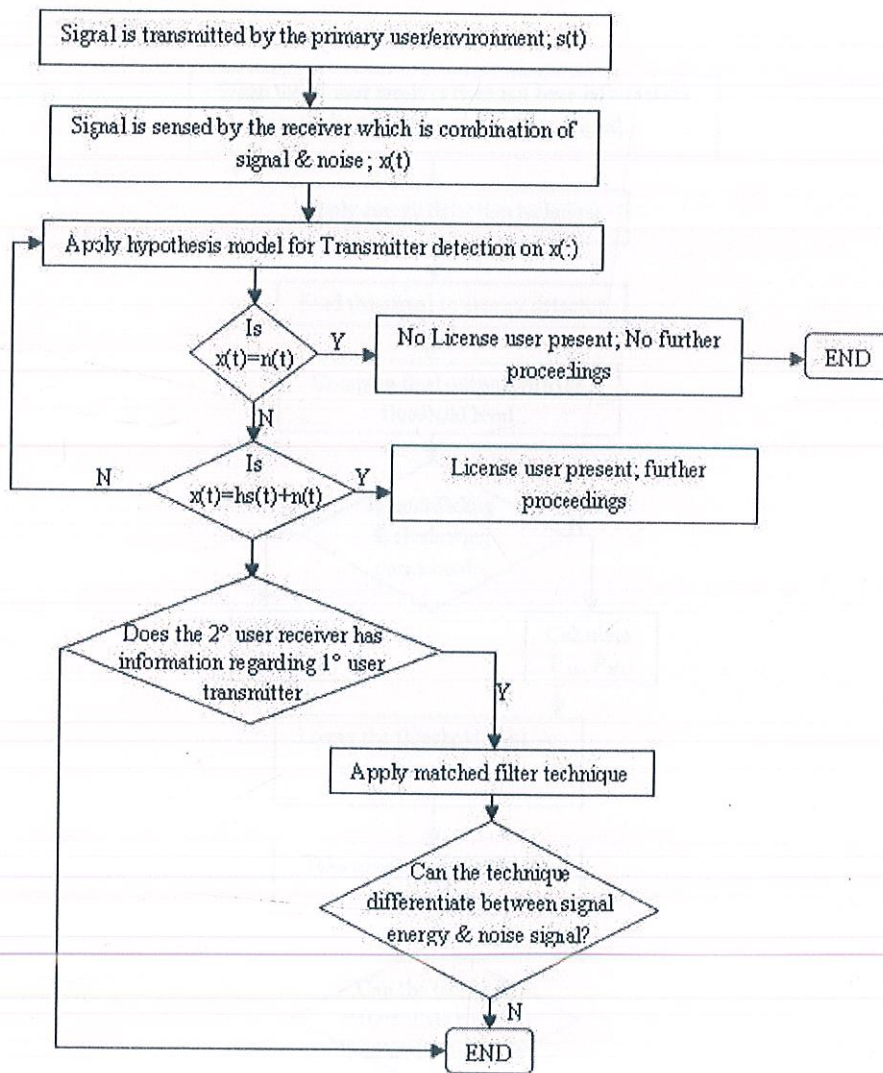 Signal is transmitted by the primary user/environment; s(t)
Signal is sensed by the receiver which is combination of
signal & noise; x(t)
Apply hypothesis model for Transmitter detection on x(:)
Is
x(t)=n(t)
Y
No License user present; No further
proceedings
END
N
Is
x(t)=hs(t)+n(t)
N
Y
License user present; further
proceedings
Does the 2° user receiver has
information regarding 1° user
transmitter
Y
Apply matched filter technique
Can the technique
differentiate between signal
energy & noise signal?
N
END